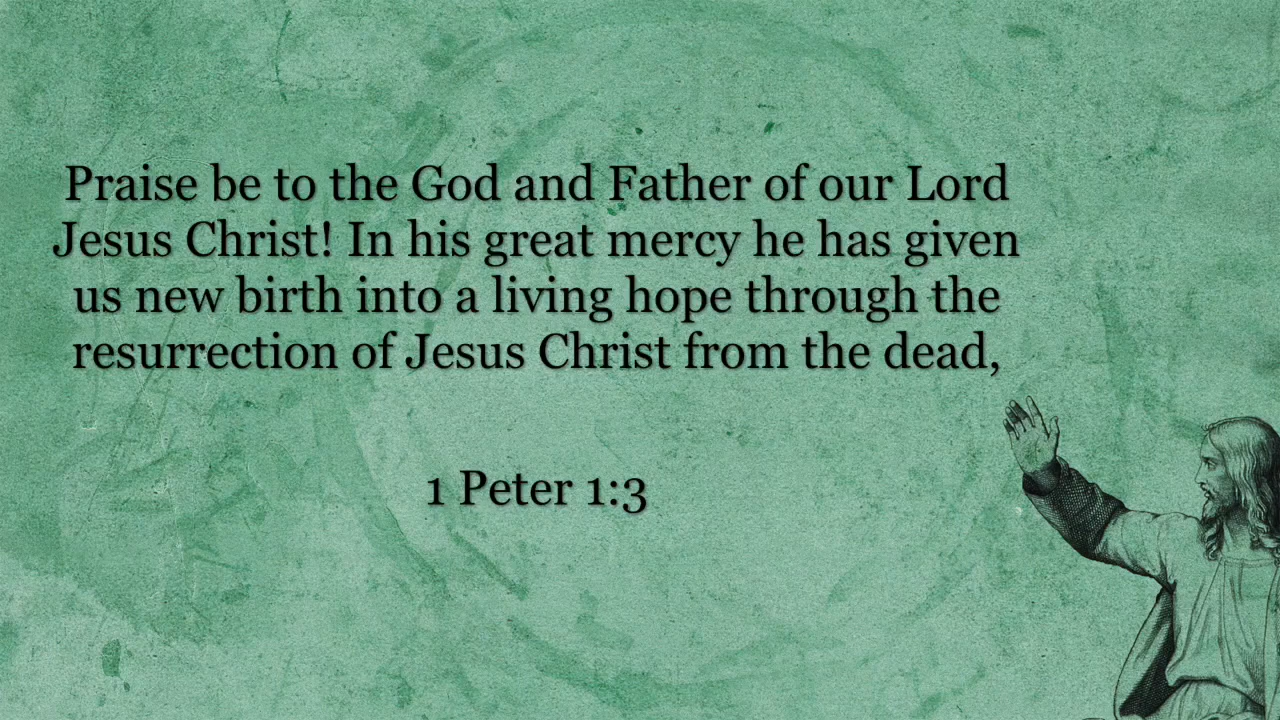 Praise be to the God and Father of our Lord
Jesus Christ! In his great mercy he has given
us new birth into a living hope through the
resurrection of Jesus Christ from the dead,
1 Peter 1:3